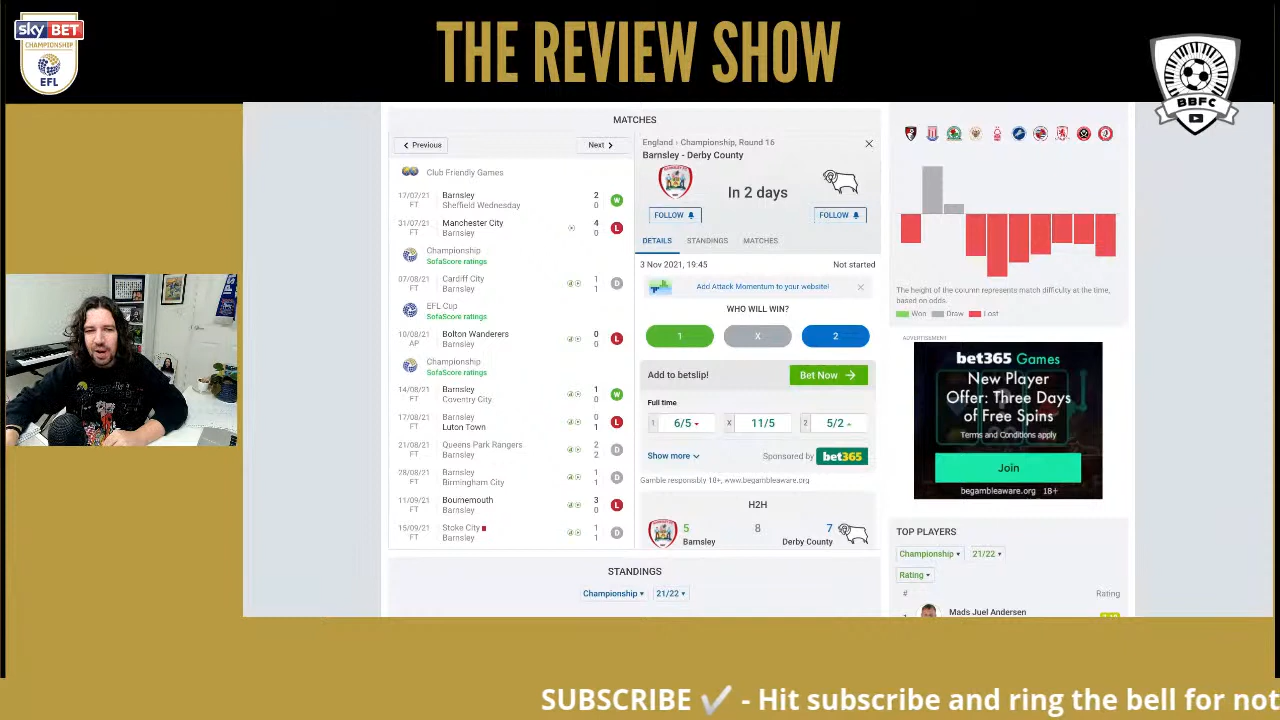 sky BET
CHAMPIONSHIP
EFL
THE REVIEW SHOW
BBFC
MATCHES
Previous
Next
Club Friendly Games
17/07/21 Barnsley 2
FT Sheffield Wednesday 0
W
31/07/21 Manchester City 4
FT Barnsley 0
L
Championship
SofaScore ratings
07/08/21 Cardiff City 1
FT Barnsley 1
D
EFL Cup
SofaScore ratings
10/08/21 Bolton Wanderers 0
AP Barnsley 0
L
Championship
SofaScore ratings
14/08/21 Barnsley 1
FT Coventry City 0
W
17/08/21 Barnsley 0
FT Luton Town 1
L
21/08/21 Queens Park Rangers 2
FT Barnsley 2
D
28/08/21 Barnsley 1
FT Birmingham City 1
D
11/09/21 Bournemouth 3
FT Barnsley 0
L
15/09/21 Stoke City 1
FT Barnsley 1
D
England › Championship, Round 16
Barnsley - Derby County
In 2 days
FOLLOW
FOLLOW
DETAILS STANDINGS MATCHES
3 Nov 2021, 19:45 Not started
Add Attack Momentum to your website!
WHO WILL WIN?
1 X 2
Add to betslip! Bet Now
Full time
1 6/5 X 11/5 2 5/2
Show more Sponsored by bet365
Gamble responsibly 18+, www.begambleaware.org
H2H
5 8 7
Barnsley Derby County
STANDINGS
Championship 21/22
The height of the column represents match difficulty at the time,
based on odds.
Won Draw Lost
ADVERTISEMENT
bet365 Games
New Player
Offer: Three Days
of Free Spins
Terms and Conditions apply
Join
begambleaware.org 18+
TOP PLAYERS
Championship 21/22
Rating
# Rating
Mads Juel Andersen
SUBSCRIBE ✔ - Hit subscribe and ring the bell for not